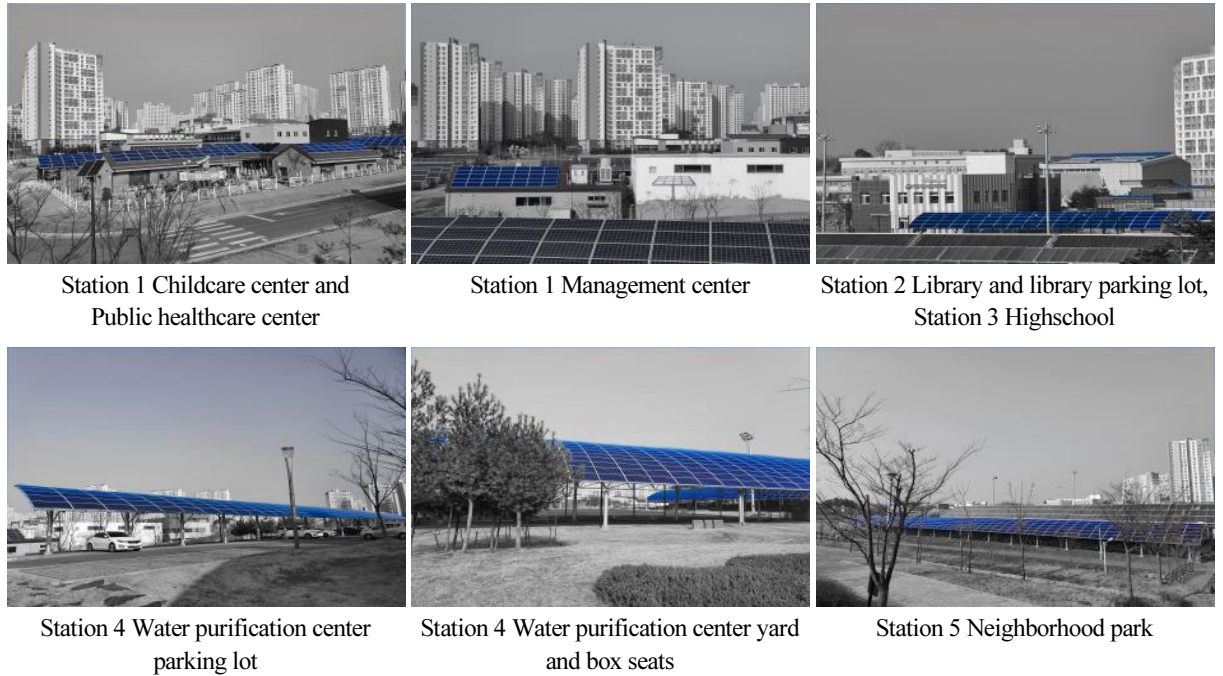 Station 1 Childcare center and
Public healthcare center
Station 1 Management center
Station 2 Library and library parking lot,
Station 3 Highschool
Station 4 Water purification center
parking lot
Station 4 Water purification center yard
and box seats
Station 5 Neighborhood park